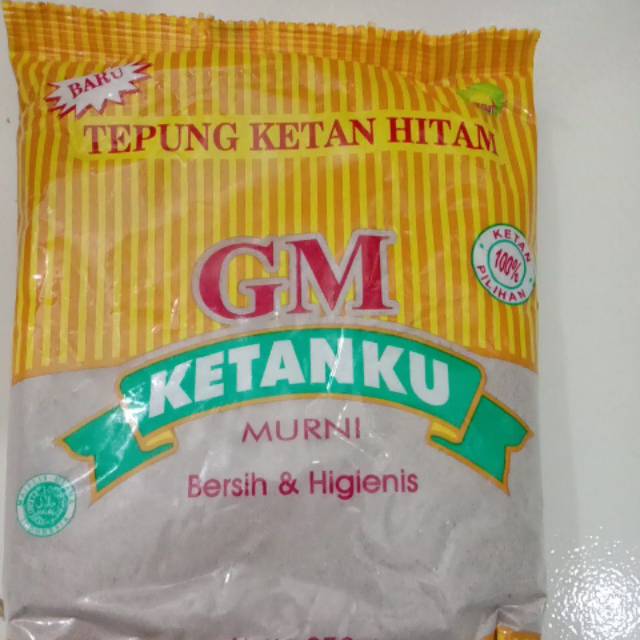 BARU
TEPUNG KETAN HITAM
KETAN
100%
PILIHAN
GM
KETANKU
MURNI
Bersih & Higienis